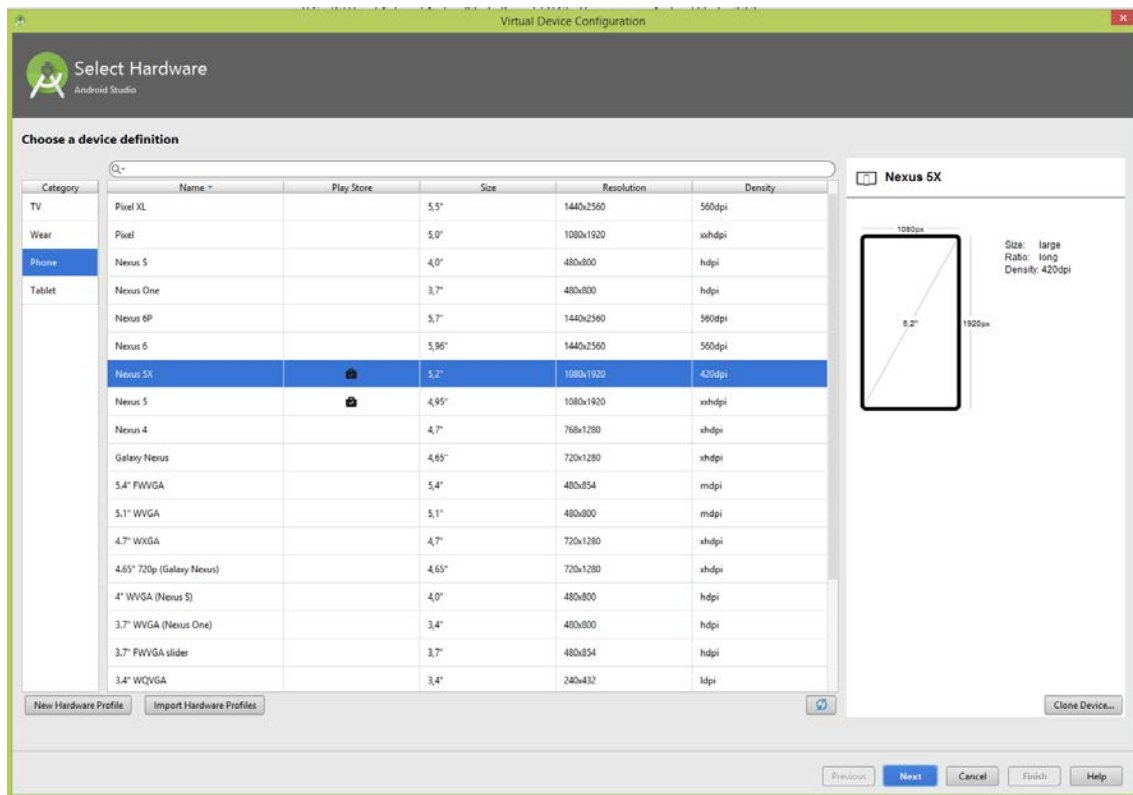 Virtual Device Configuration
Select Hardware
Android Studio
Choose a device definition
Category Name Play Store Size Resolution Density
TV
Wear
Phone
Tablet
Pixel XL 5,5" 1440x2560 560dpi
Pixel 5,0" 1080x1920 xxhdpi
Nexus S 4,0" 480x800 hdpi
Nexus One 3,7" 480x800 hdpi
Nexus 6P 5,7" 1440x2560 560dpi
Nexus 6 5,96" 1440x2560 560dpi
Nexus 5X 5,2" 1080x1920 420dpi
Nexus 5 4,95" 1080x1920 xxhdpi
Nexus 4 4,7" 768x1280 xhdpi
Galaxy Nexus 4,65" 720x1280 xhdpi
5.4" FWVGA 5,4" 480x854 mdpi
5.1" WVGA 5,1" 480x800 mdpi
4.7" WXGA 4,7" 720x1280 xhdpi
4.65" 720p (Galaxy Nexus) 4,65" 720x1280 xhdpi
4" WVGA (Nexus S) 4,0" 480x800 hdpi
3.7" WVGA (Nexus One) 3,4" 480x800 hdpi
3.7" FWVGA slider 3,7" 480x854 hdpi
3.4" WQVGA 3,4" 240x432 ldpi
Nexus 5X
1080px
Size: large
Ratio: long
Density: 420dpi
5.2"
1920px
New Hardware Profile Import Hardware Profiles
Clone Device...
Previous Next Cancel Finish Help